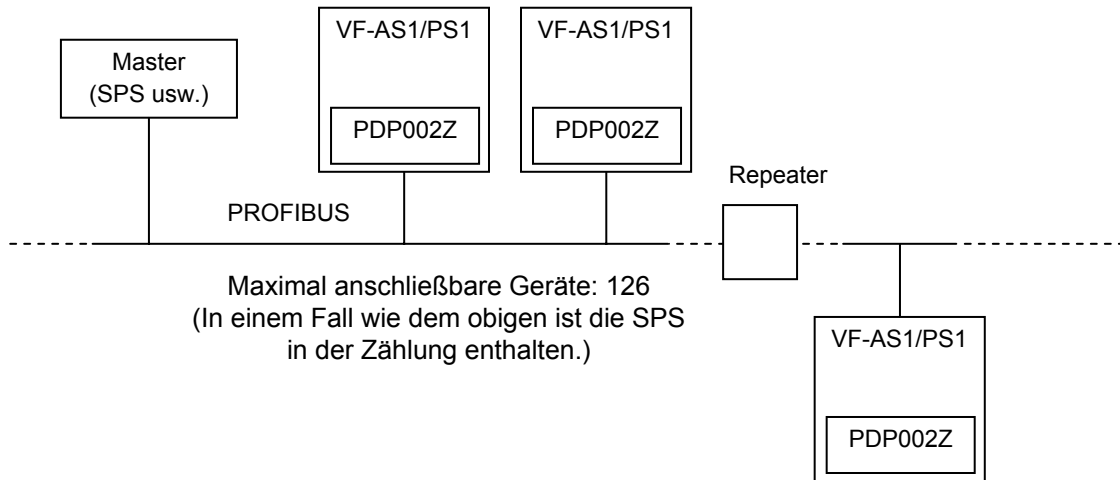 Master
(SPS usw.)
VF-AS1/PS1
PDP002Z
VF-AS1/PS1
PDP002Z
Repeater
PROFIBUS
Maximal anschließbare Geräte: 126
(In einem Fall wie dem obigen ist die SPS
in der Zählung enthalten.)
VF-AS1/PS1
PDP002Z